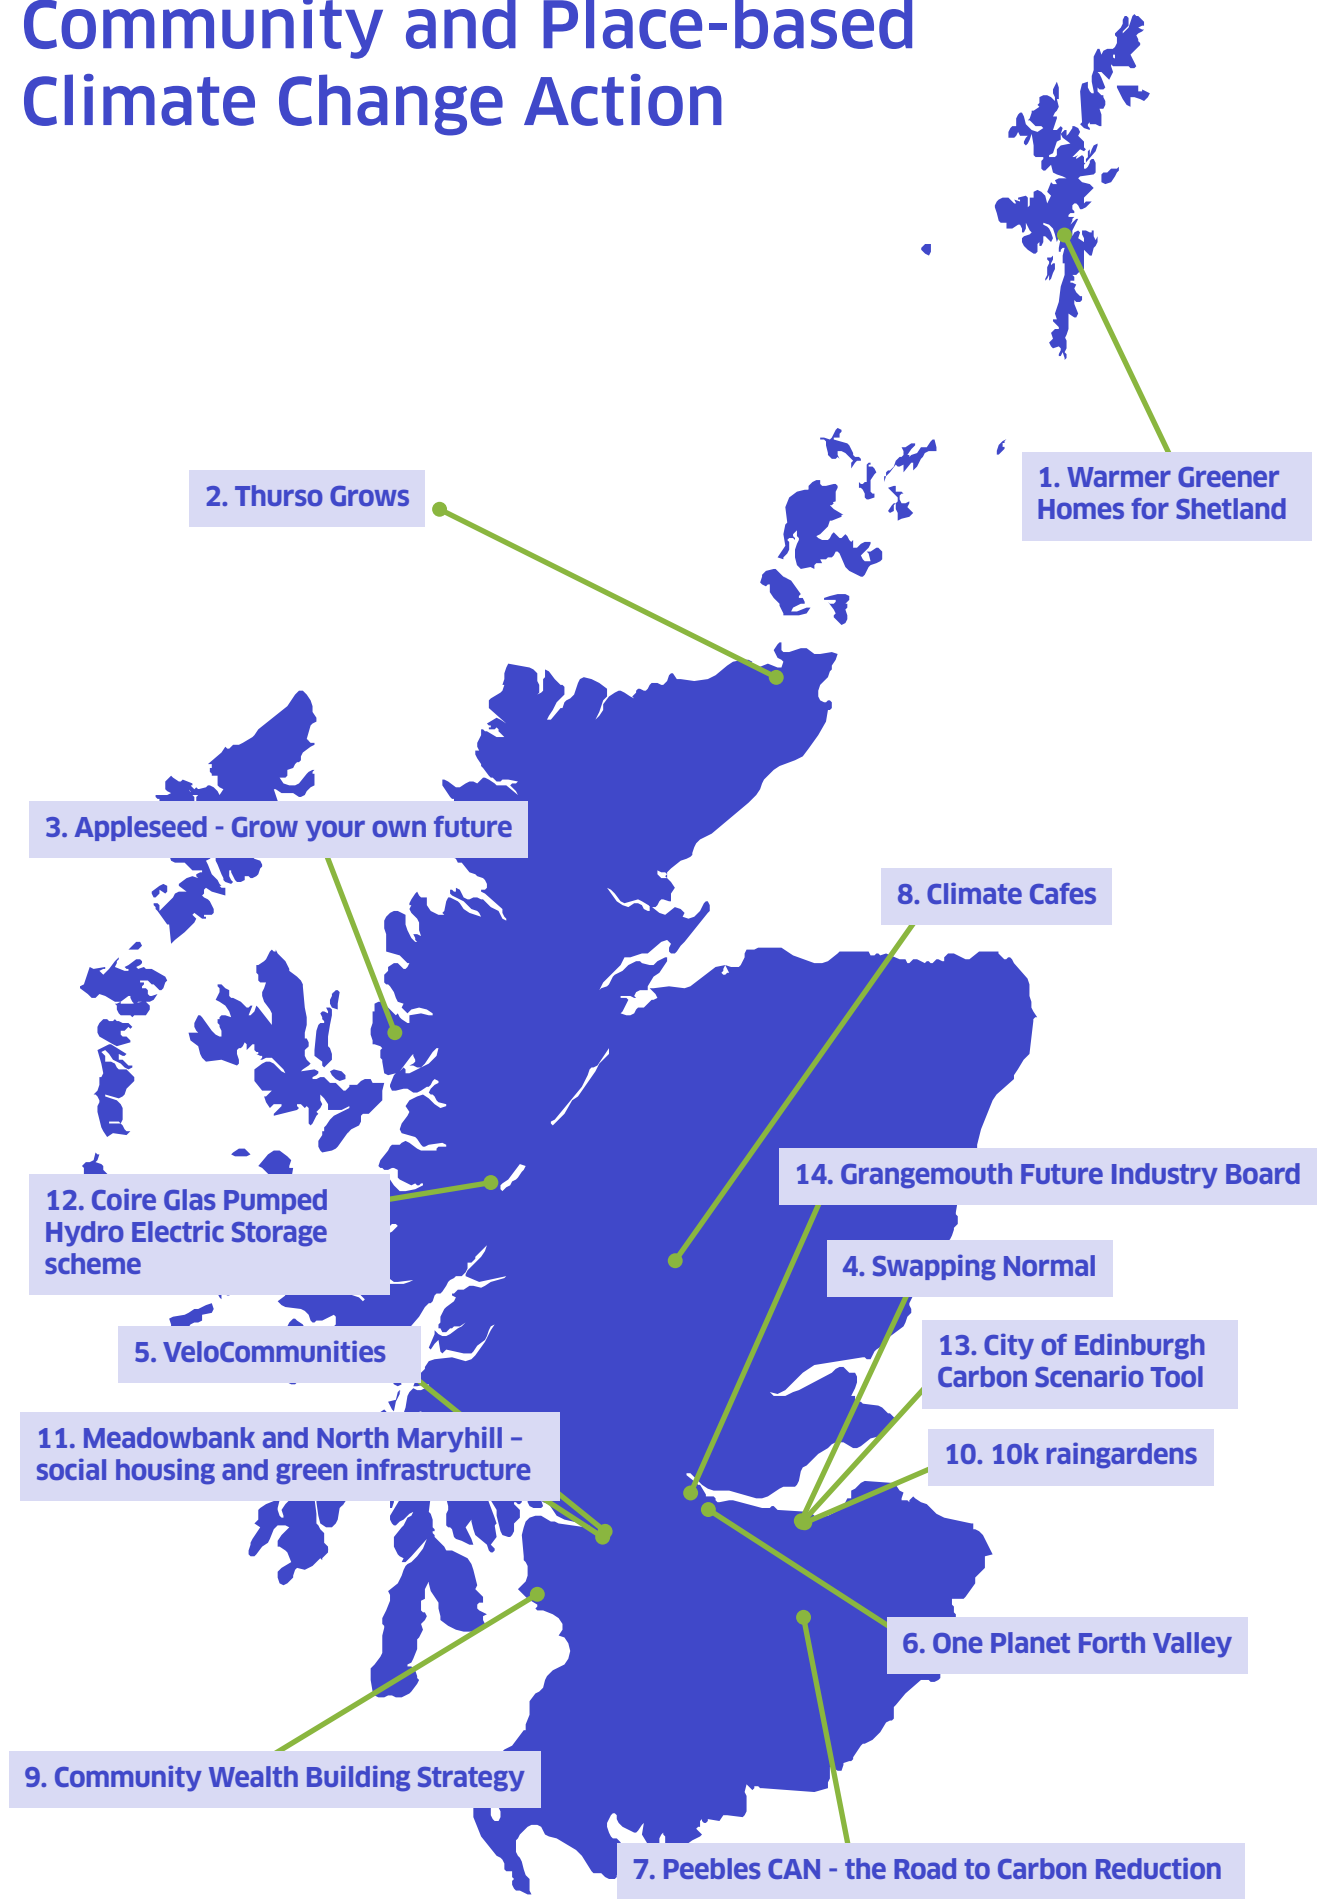 Community and Place-based
Climate Change Action
1. Warmer Greener
Homes for Shetland
2. Thurso Grows
3. Appleseed - Grow your own future
8. Climate Cafes
14. Grangemouth Future Industry Board
12. Coire Glas Pumped
Hydro Electric Storage
scheme
4. Swapping Normal
5. VeloCommunities
13. City of Edinburgh
Carbon Scenario Tool
11. Meadowbank and North Maryhill –
social housing and green infrastructure
10. 10k raingardens
6. One Planet Forth Valley
9. Community Wealth Building Strategy
7. Peebles CAN - the Road to Carbon Reduction